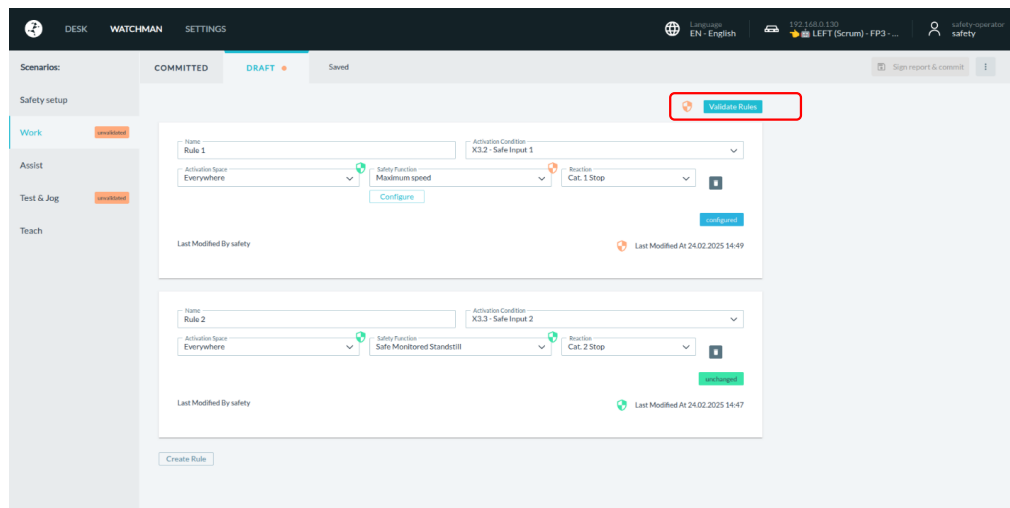 DESK WATCHMAN SETTINGS
Language
EN - English
192.168.0.130
LEFT (Scrum) - FP3 - ...
safety-operator
safety
Scenarios:
COMMITTED DRAFT Saved
Sign report & commit
Safety setup
Validate Rules
Work unvalidated
Assist
Test & Jog unvalidated
Teach
Name
Rule 1
Activation Condition
X3.2 - Safe Input 1
Activation Space
Everywhere
Safety Function
Maximum speed
Reaction
Cat. 1 Stop
Configure
configured
Last Modified By safety
Last Modified At 24.02.2025 14:49
Name
Rule 2
Activation Condition
X3.3 - Safe Input 2
Activation Space
Everywhere
Safety Function
Safe Monitored Standstill
Reaction
Cat. 2 Stop
unchanged
Last Modified By safety
Last Modified At 24.02.2025 14:47
Create Rule